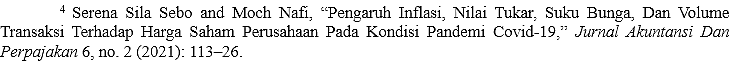 4 Serena Sila Sebo and Moch Nafi, “Pengaruh Inflasi, Nilai Tukar, Suku Bunga, Dan Volume
Transaksi Terhadap Harga Saham Perusahaan Pada Kondisi Pandemi Covid-19,” Jurnal Akuntansi Dan
Perpajakan 6, no. 2 (2021): 113–26.